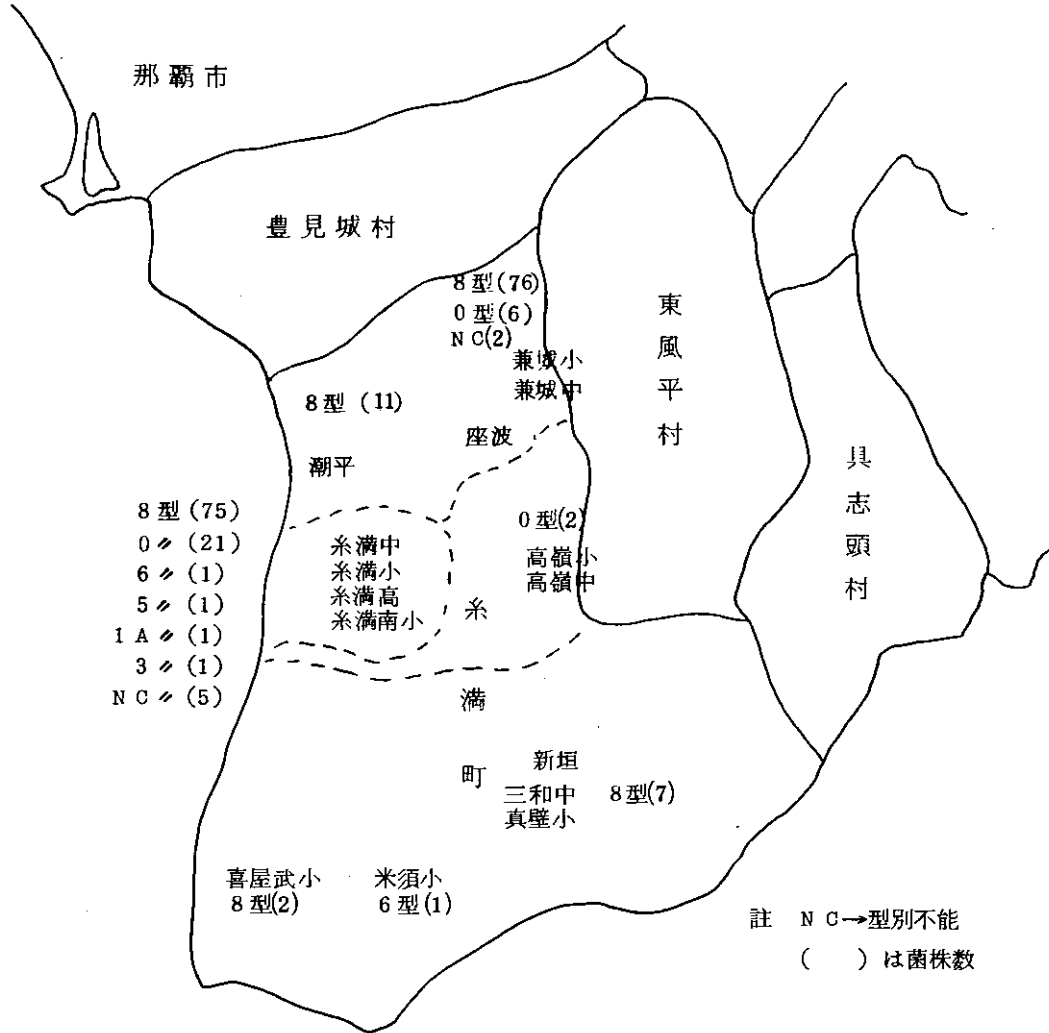 那覇市
豊見城村
8型(76)
0型(6)
NC(2)
兼城小
兼城中
座波
8型 (11)
潮平
東風平村
具志頭村
8型(75)
0〃(21)
6〃(1)
5〃(1)
1A〃(1)
3〃(1)
NC〃(5)
糸満中
糸満小
糸満高
糸満南小
0型(2)
高嶺小
高嶺中
糸満町
新垣
三和中 8型(7)
真壁小
喜屋武小 米須小
8型(2) 6型(1)
註 NC→型別不能
( )は菌株数